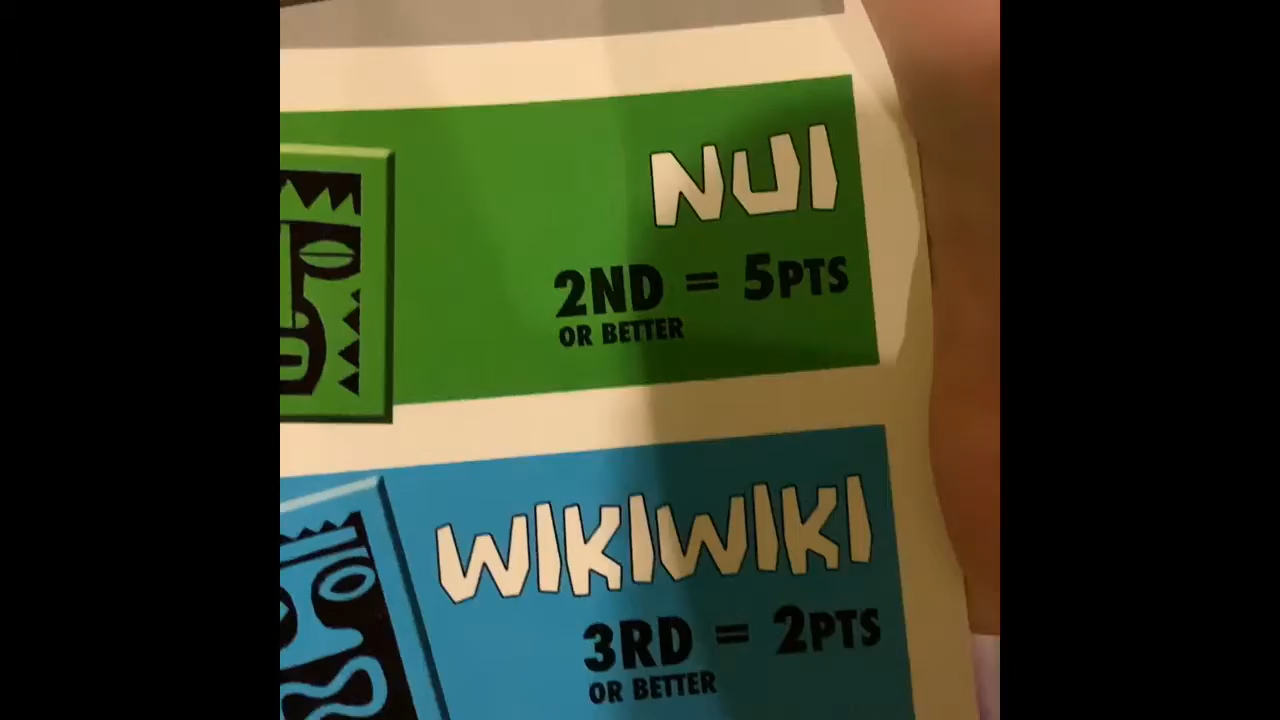 NUI
2ND = 5PTS
OR BETTER
WIKIWIKI
3RD = 2PTS
OR BETTER